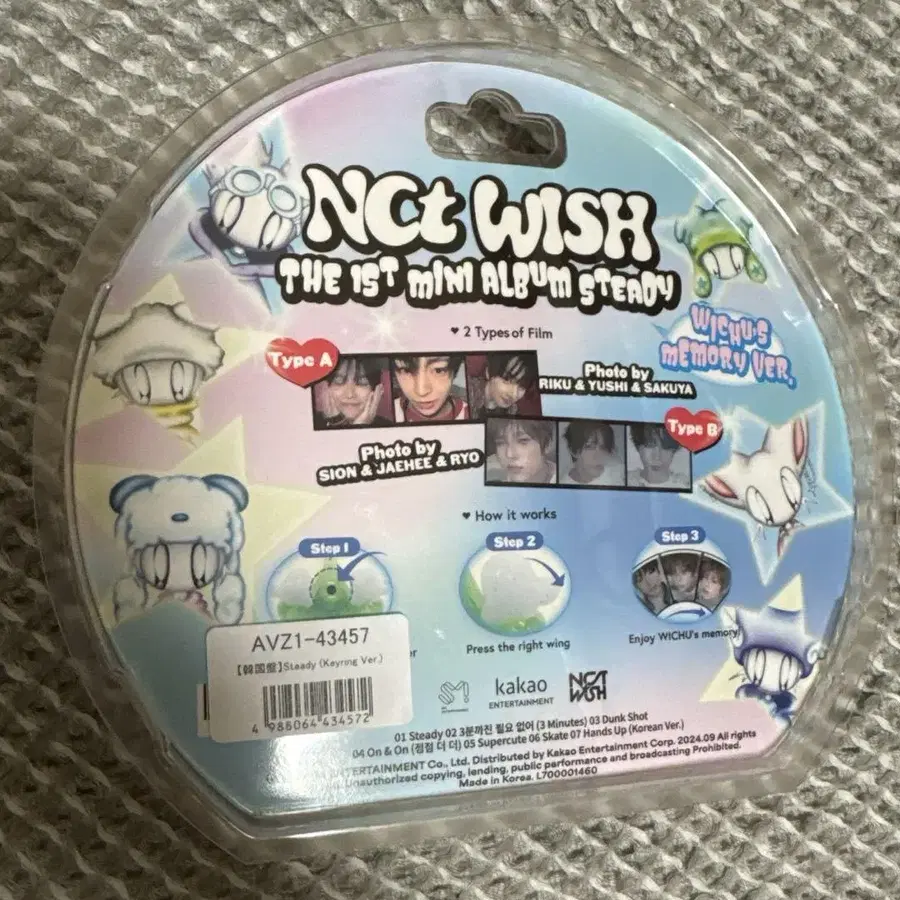 NCT WISH
THE 1ST MINI ALBUM STEADY
WICHU'S
MEMORY VER.
♥ 2 Types of Film
Type A
Photo by
RIKU & YUSHI & SAKUYA
Type B
Photo by
SION & JAEHEE & RYO
♥ How it works
Step 1
Step 2
Step 3
Press the right wing
Enjoy WICHU's memory
AVZ1-43457
【韓国盤】Steady (Keyring Ver.)
4 988064 434572
SM
kakao
ENTERTAINMENT
NCT
WISH
01 Steady 02 3분까진 필요 없어 (3 Minutes) 03 Dunk Shot
04 On & On (점점 더 더) 05 Supercute 06 Skate 07 Hands Up (Korean Ver.)
ENTERTAINMENT Co., Ltd. Distributed by Kakao Entertainment Corp. 2024.09 All rights
Unauthorized copying, lending, public performance and broadcasting Prohibited.
Made in Korea. L700001460